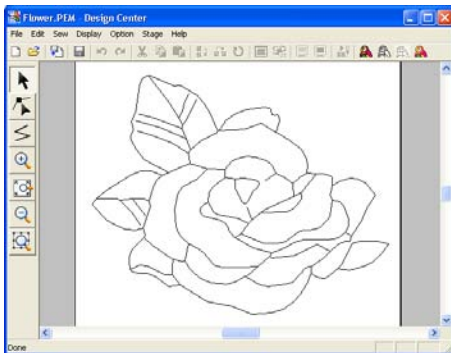 Flower.PEM - Design Center
File Edit Sew Display Option Stage Help
Done